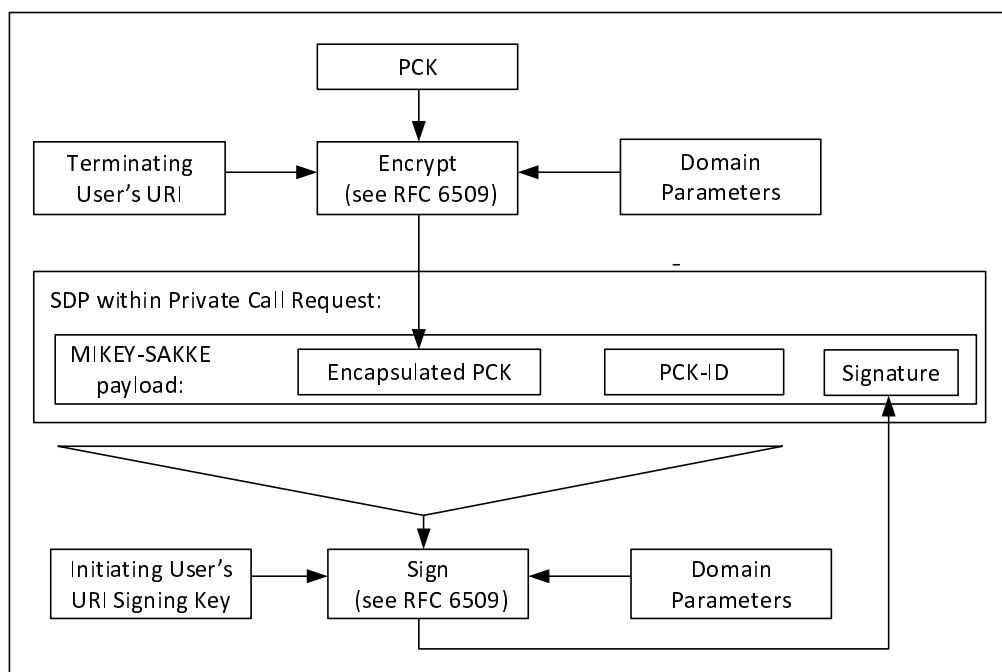 PCK
Terminating
User's URI
Encrypt
(see RFC 6509)
Domain
Parameters
SDP within Private Call Request:
MIKEY-SAKKE
payload:
Encapsulated PCK
PCK-ID
Signature
Initiating User's
URI Signing Key
Sign
(see RFC 6509)
Domain
Parameters